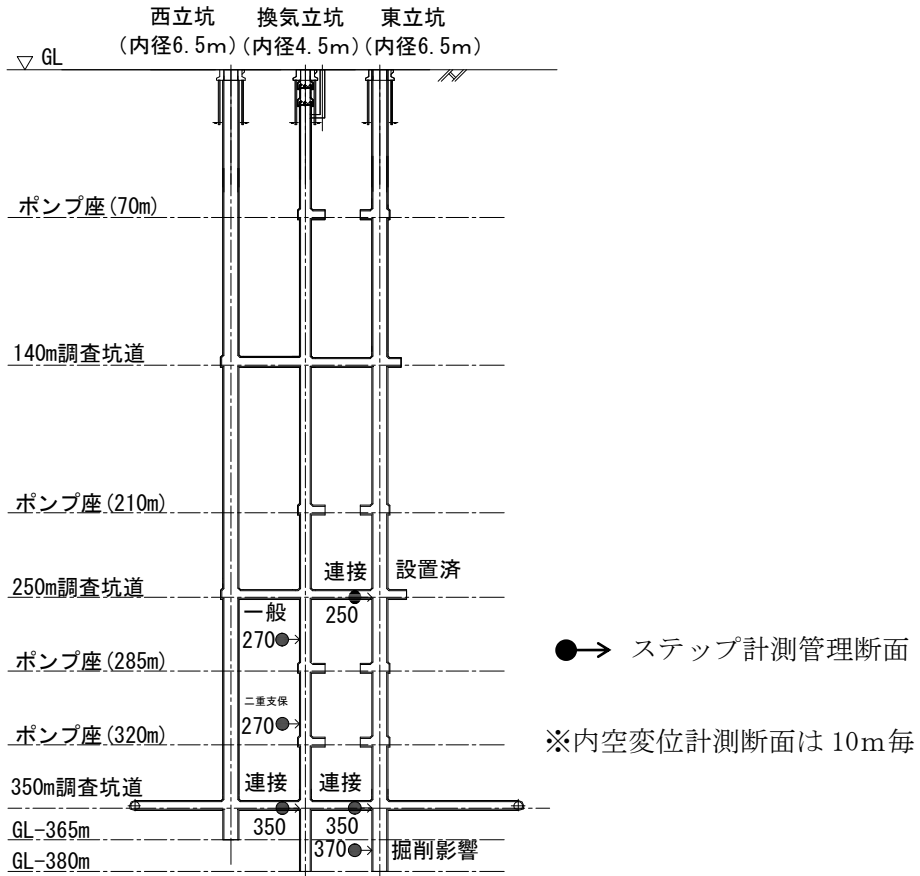 西立坑 換気立坑 東立坑
(内径6.5m) (内径4.5m) (内径6.5m)
▽ GL
ポンプ座(70m)
140m調査坑道
ポンプ座(210m)
連接 設置済
250m調査坑道
250
一般
270
ポンプ座(285m)
二重支保
270
ポンプ座(320m)
350m調査坑道
連接 連接
350 350
GL-365m
370 掘削影響
GL-380m
●→ ステップ計測管理断面
※内空変位計測断面は10m毎